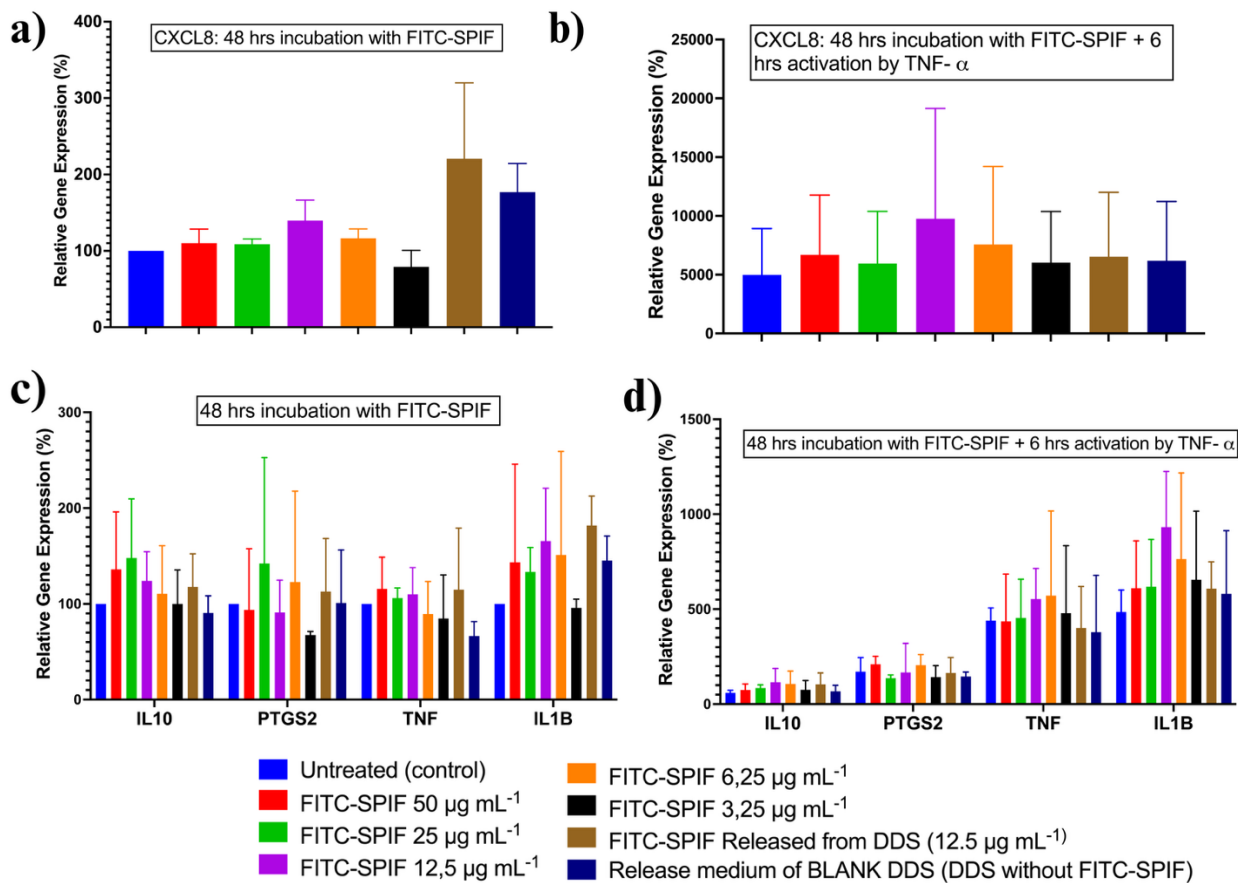 a)
CXCL8: 48 hrs incubation with FITC-SPIF
Relative Gene Expression (%)
400
300
200
100
0
b)
CXCL8: 48 hrs incubation with FITC-SPIF + 6
hrs activation by TNF- α
Relative Gene Expression (%)
25000
20000
15000
10000
5000
0
c)
48 hrs incubation with FITC-SPIF
Relative Gene Expression (%)
300
200
100
0
IL10 PTGS2 TNF IL1B
d)
48 hrs incubation with FITC-SPIF + 6 hrs activation by TNF- α
Relative Gene Expression (%)
1500
1000
500
0
IL10 PTGS2 TNF IL1B
Untreated (control)
FITC-SPIF 50 µg mL⁻¹
FITC-SPIF 25 µg mL⁻¹
FITC-SPIF 12,5 µg mL⁻¹
FITC-SPIF 6,25 µg mL⁻¹
FITC-SPIF 3,25 µg mL⁻¹
FITC-SPIF Released from DDS (12.5 µg mL⁻¹)
Release medium of BLANK DDS (DDS without FITC-SPIF)